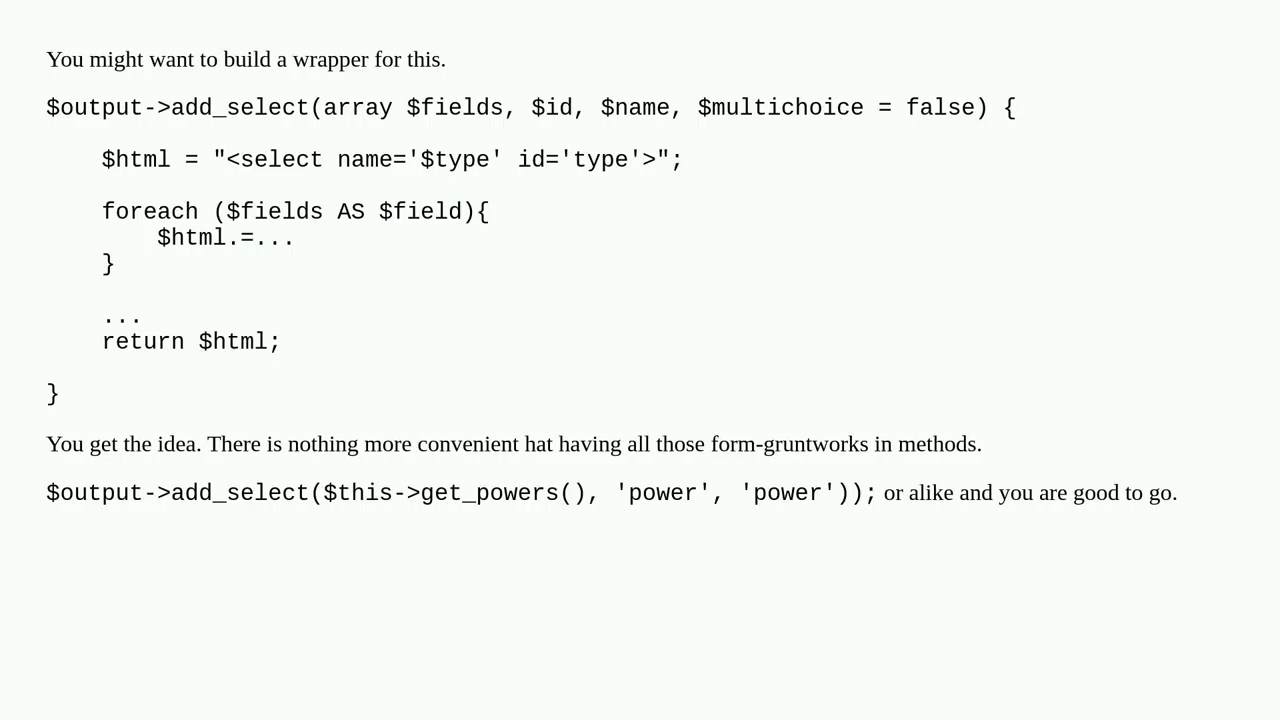 You might want to build a wrapper for this.
$output->add_select(array $fields, $id, $name, $multichoice = false) {
    $html = "<select name='$type' id='type'>";
    foreach ($fields AS $field){
        $html.=...
    }
    ...
    return $html;
}
You get the idea. There is nothing more convenient hat having all those form-gruntworks in methods.
$output->add_select($this->get_powers(), 'power', 'power')); or alike and you are good to go.